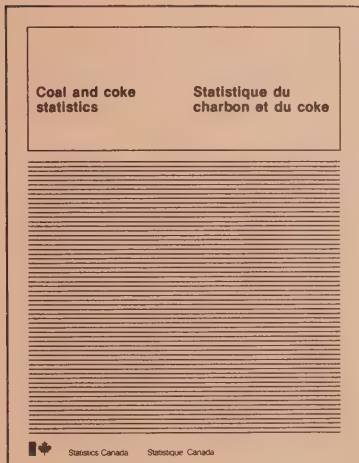 Coal and coke
statistics
Statistique du
charbon et du coke
Statistics Canada Statistique Canada